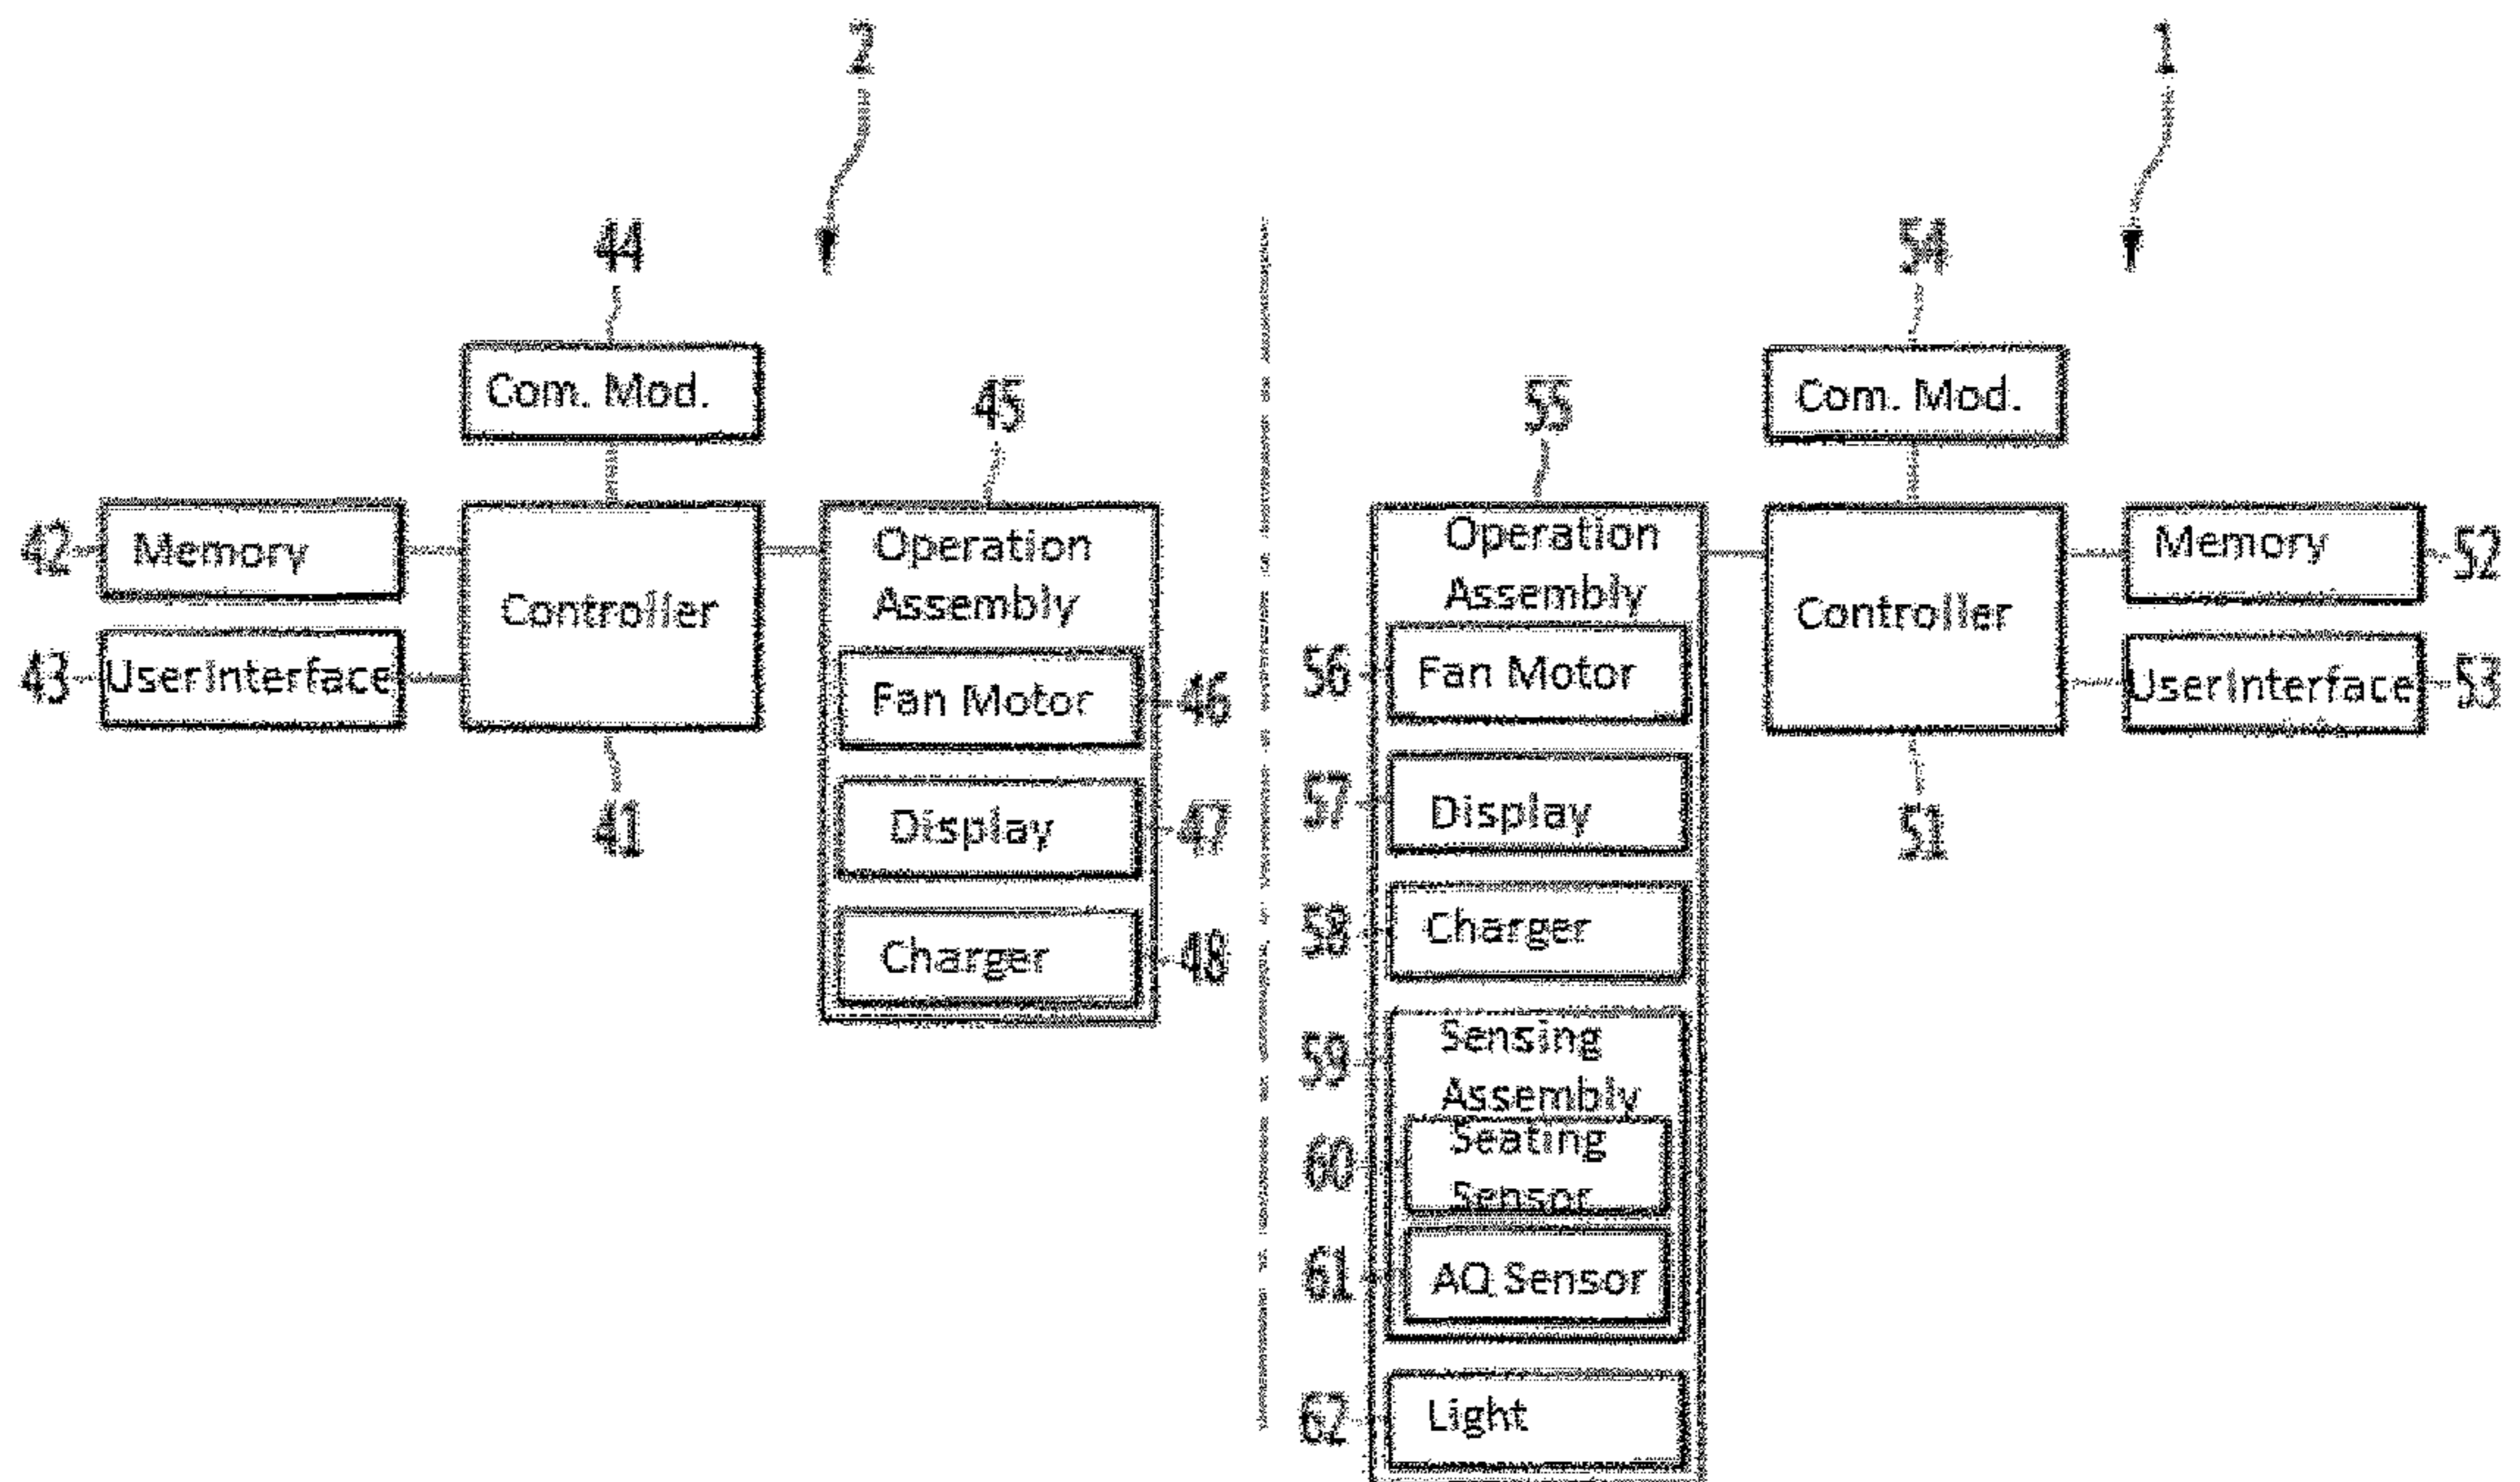 2
1
44
54
Com. Mod.
Com. Mod.
45
55
42
Memory
43
UserInterface
Controller
41
Operation
Assembly
Fan Motor
46
Display
47
Charger
48
Operation
Assembly
56
Fan Motor
57
Display
58
Charger
59
Sensing
Assembly
60
Seating
Sensor
61
AQ Sensor
62
Light
Controller
51
Memory
52
UserInterface
53